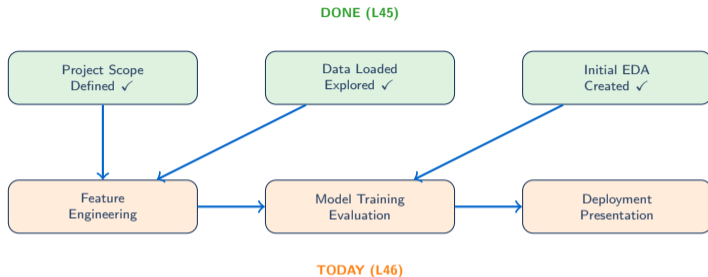 DONE (L45)
Project Scope
Defined ✓
Data Loaded
Explored ✓
Initial EDA
Created ✓
Feature
Engineering
Model Training
Evaluation
Deployment
Presentation
TODAY (L46)